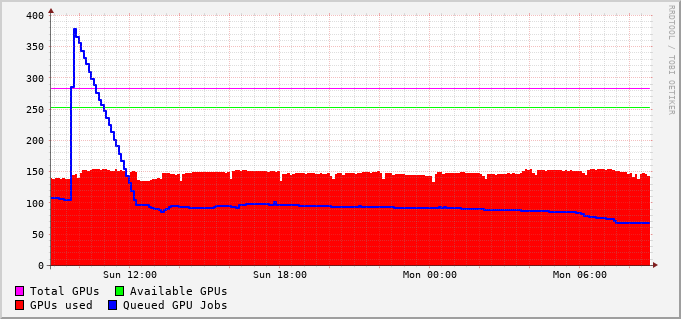 400
350
300
250
200
150
100
50
0
Sun 12:00 Sun 18:00 Mon 00:00 Mon 06:00
Total GPUs Available GPUs
GPUs used Queued GPU Jobs
RRDTOOL / TOBI OETIKER